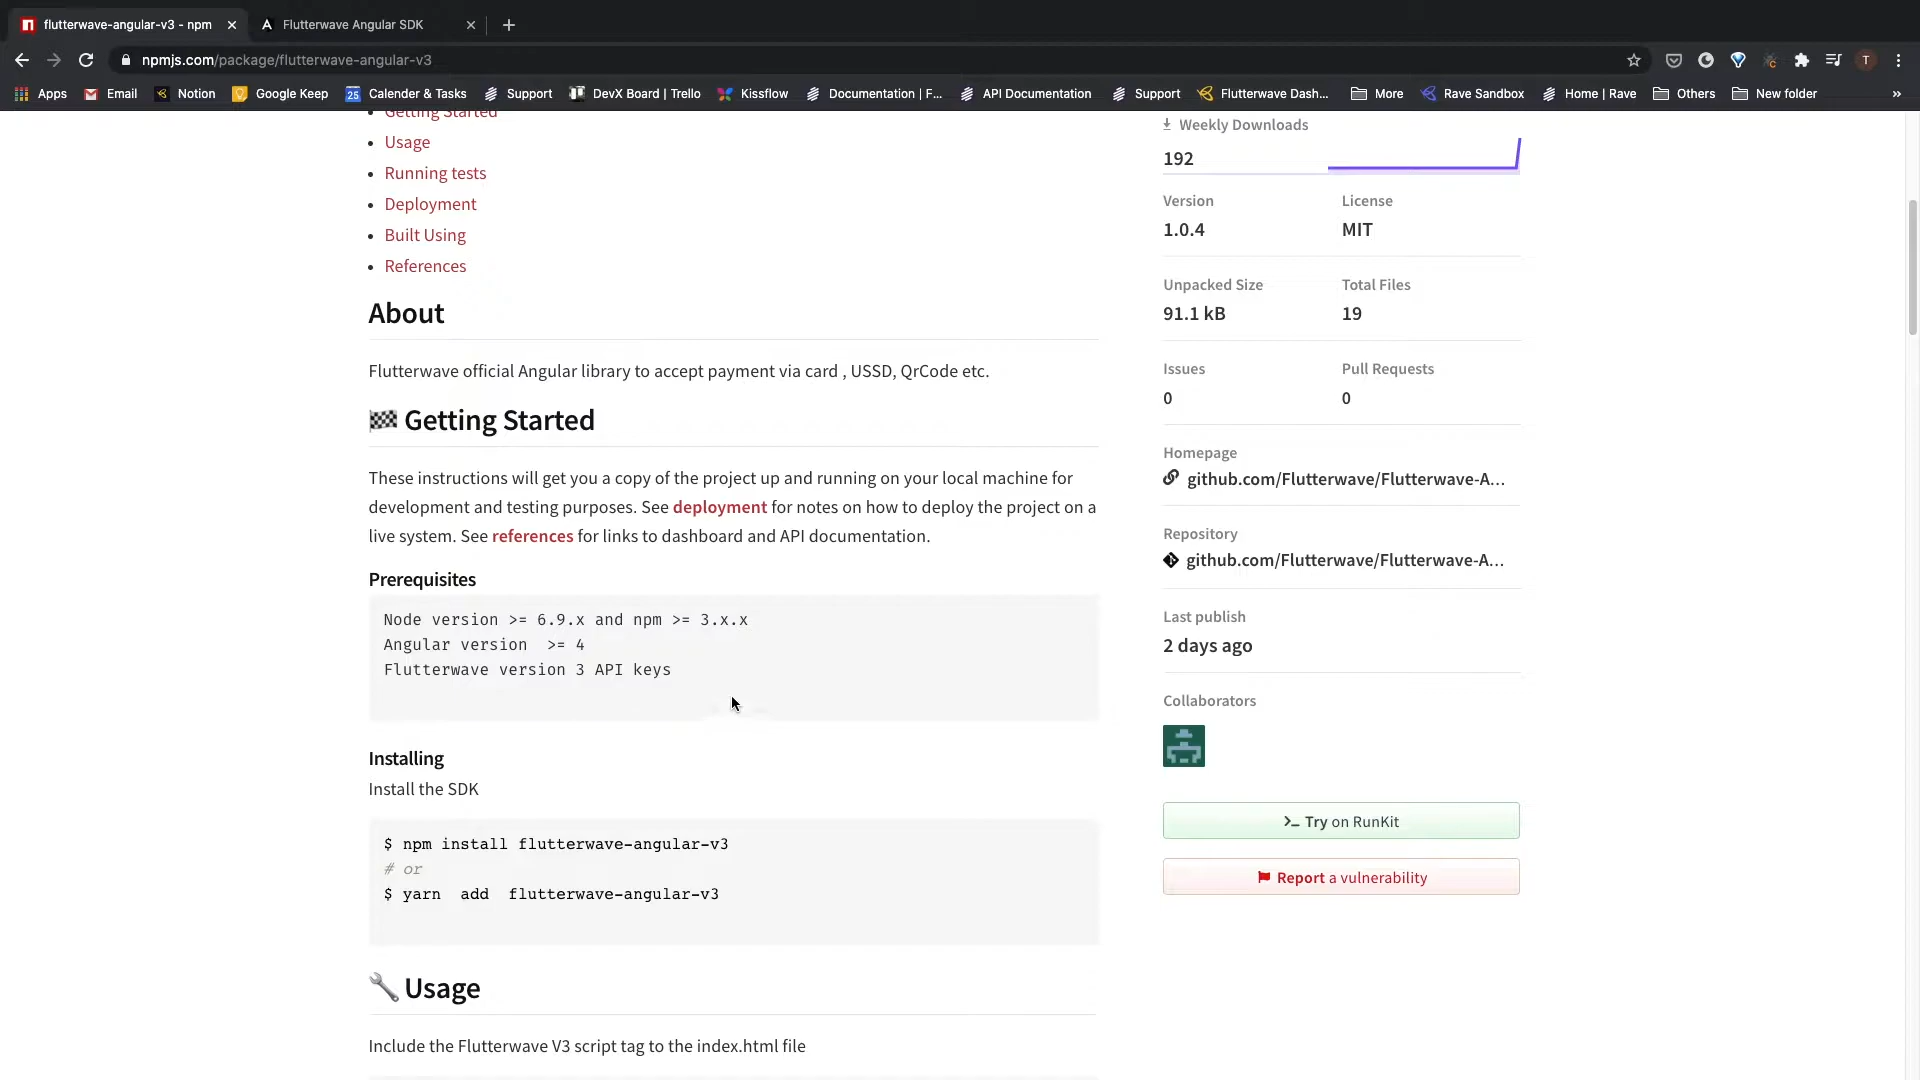 flutterwave-angular-v3 - npm
Flutterwave Angular SDK
npmjs.com/package/flutterwave-angular-v3
T
Apps
Email
Notion
Google Keep
25
Calender & Tasks
Support
DevX Board | Trello
Kissflow
Documentation | F...
API Documentation
Support
Flutterwave Dash...
More
Rave Sandbox
Home | Rave
Others
New folder
»
Getting Started
Usage
Running tests
Deployment
Built Using
References
About
Flutterwave official Angular library to accept payment via card , USSD, QrCode etc.
Getting Started
These instructions will get you a copy of the project up and running on your local machine for
development and testing purposes. See deployment for notes on how to deploy the project on a
live system. See references for links to dashboard and API documentation.
Prerequisites
Node version >= 6.9.x and npm >= 3.x.x
Angular version  >= 4
Flutterwave version 3 API keys
Installing
Install the SDK
$ npm install flutterwave-angular-v3
# or
$ yarn  add  flutterwave-angular-v3
Usage
Include the Flutterwave V3 script tag to the index.html file
Weekly Downloads
192
Version
1.0.4
License
MIT
Unpacked Size
91.1 kB
Total Files
19
Issues
0
Pull Requests
0
Homepage
github.com/Flutterwave/Flutterwave-A...
Repository
github.com/Flutterwave/Flutterwave-A...
Last publish
2 days ago
Collaborators
Try on RunKit
Report a vulnerability